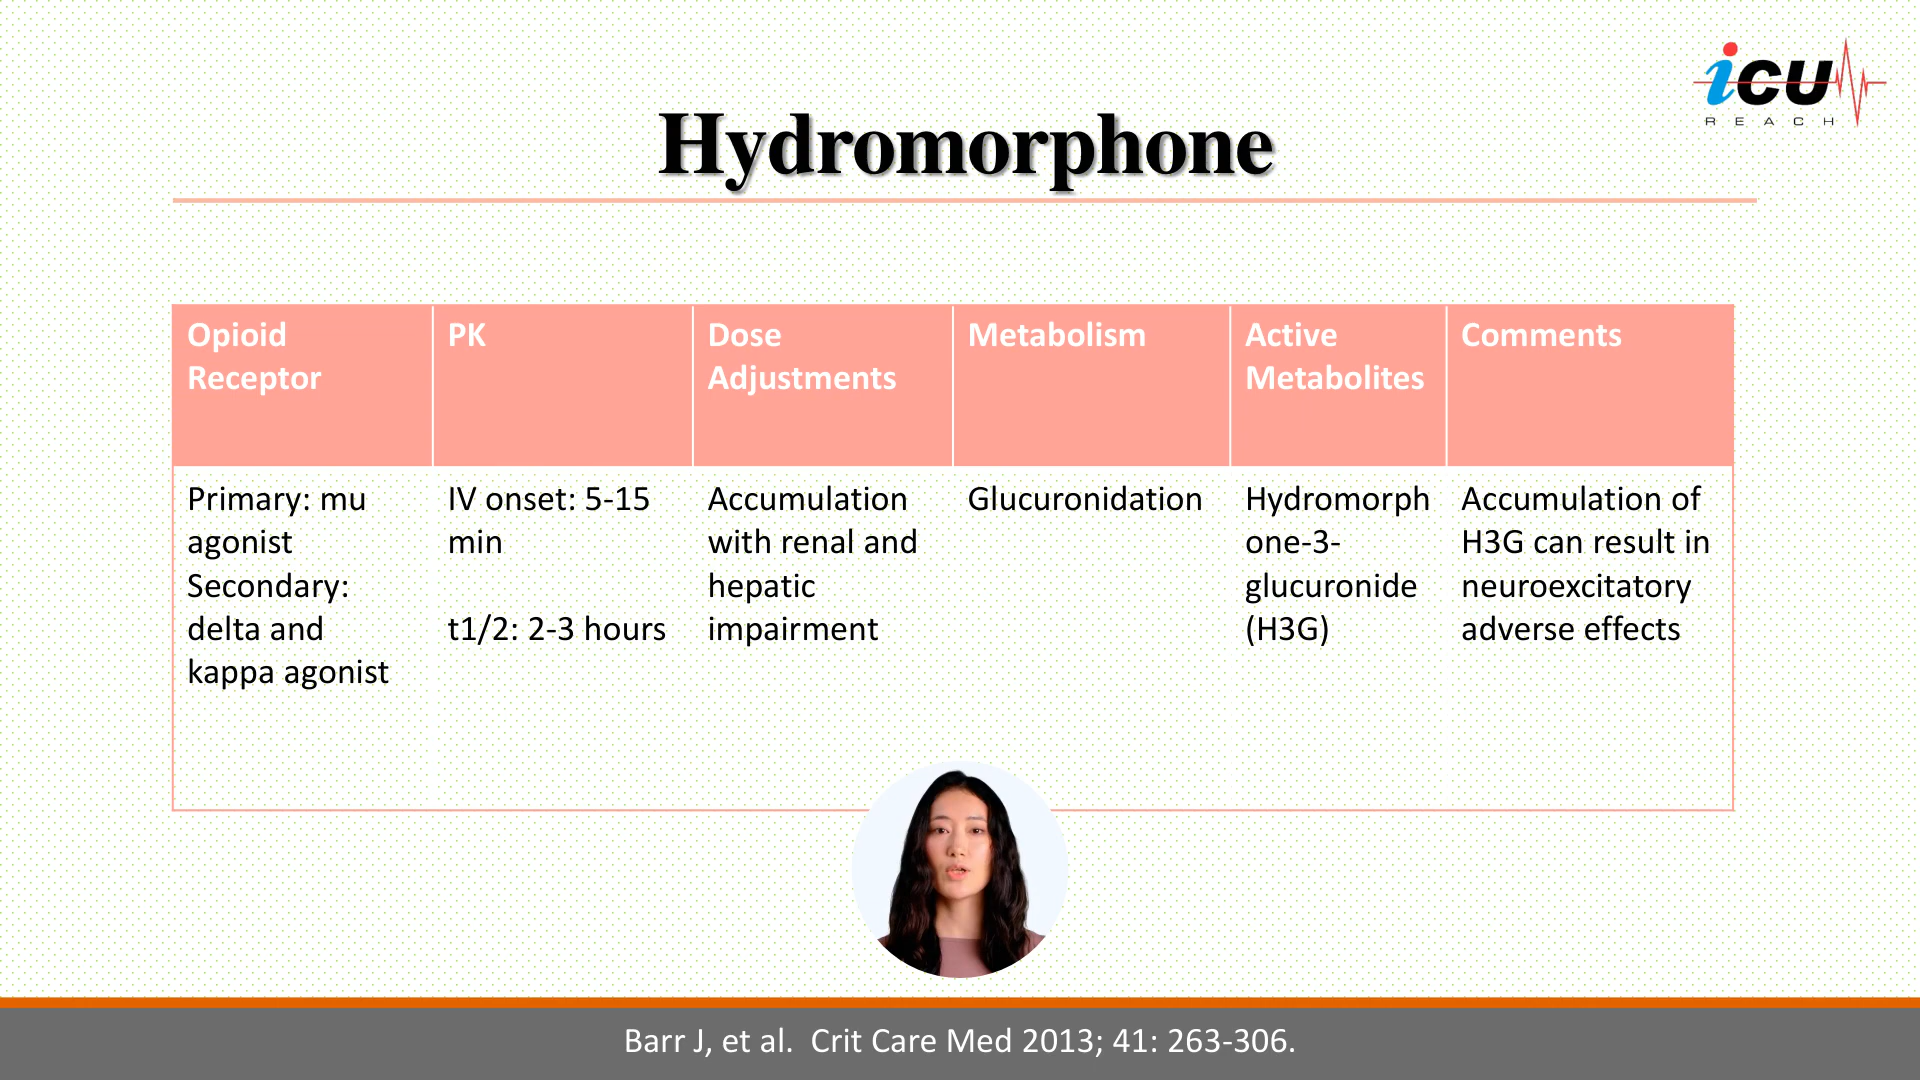 icu
REACH
Hydromorphone
Opioid
Receptor
PK
Dose
Adjustments
Metabolism
Active
Metabolites
Comments
Primary: mu
agonist
Secondary:
delta and
kappa agonist
IV onset: 5-15
min
t1/2: 2-3 hours
Accumulation
with renal and
hepatic
impairment
Glucuronidation
Hydromorph
one-3-
glucuronide
(H3G)
Accumulation of
H3G can result in
neuroexcitatory
adverse effects
Barr J, et al.  Crit Care Med 2013; 41: 263-306.